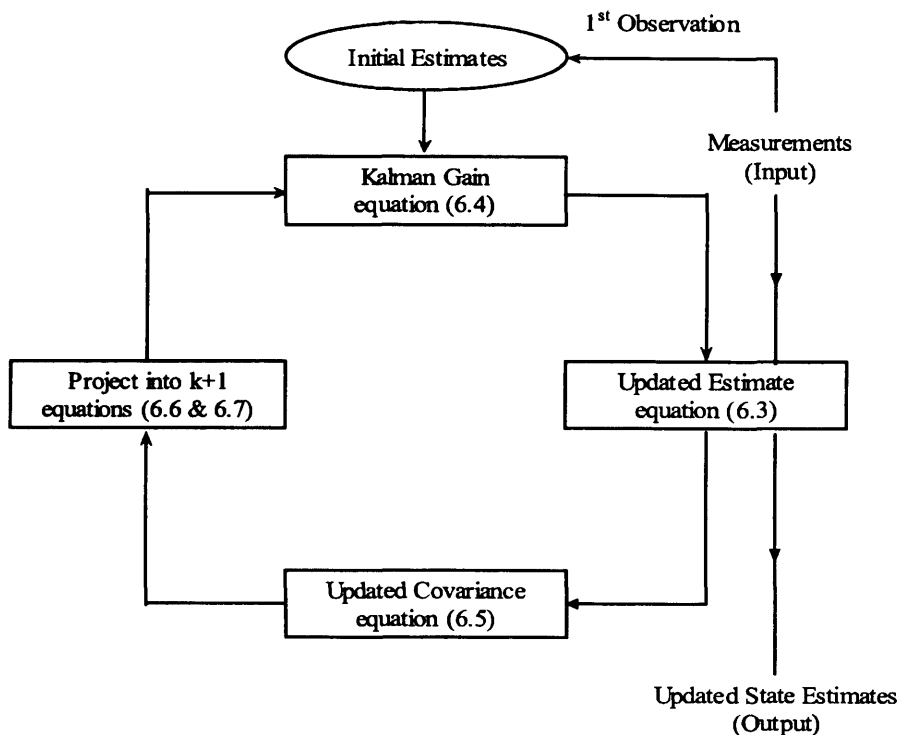 1st Observation
Initial Estimates
Measurements
(Input)
Kalman Gain
equation (6.4)
Project into k+1
equations (6.6 & 6.7)
Updated Estimate
equation (6.3)
Updated Covariance
equation (6.5)
Updated State Estimates
(Output)